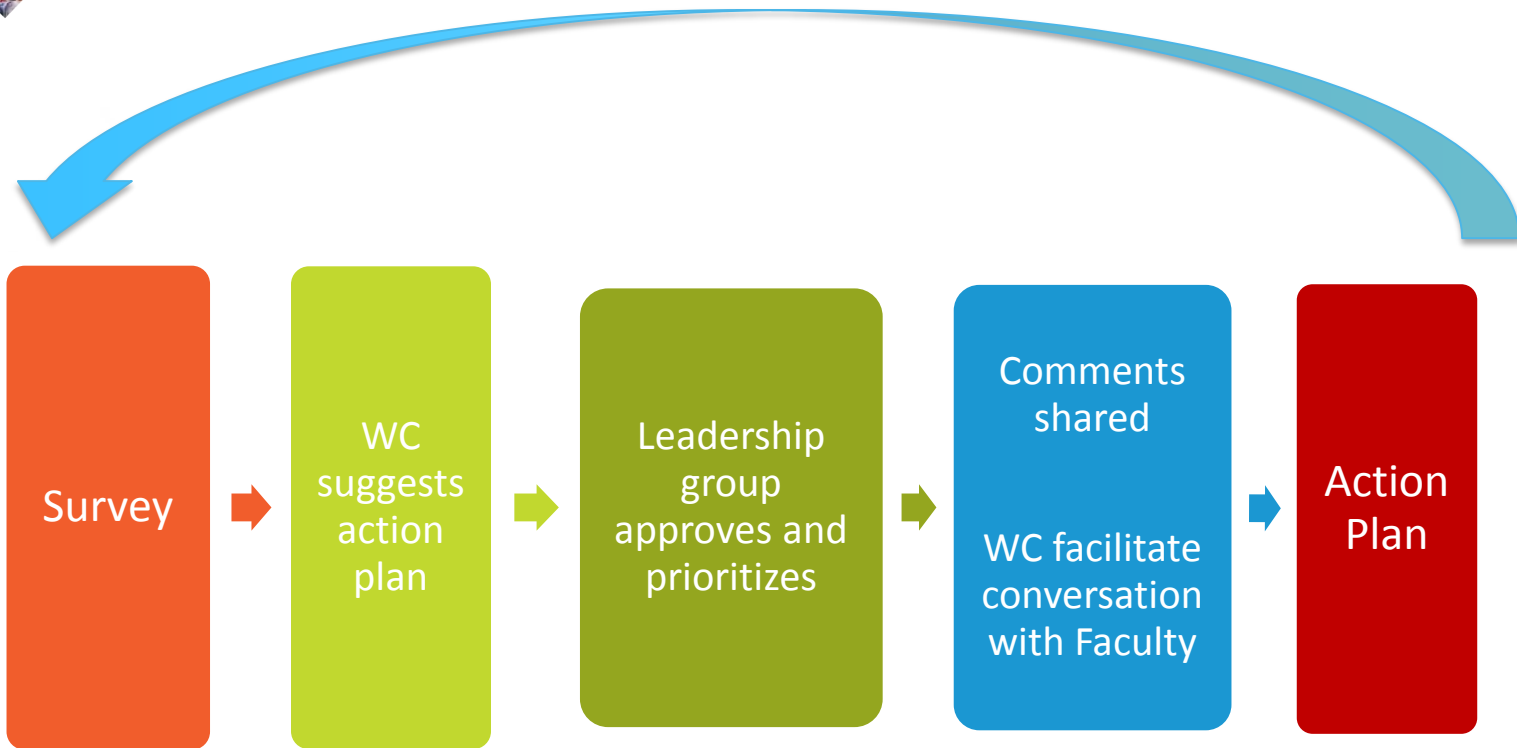 Survey
WC
suggests
action
plan
Leadership
group
approves and
prioritizes
Comments
shared
WC facilitate
conversation
with Faculty
Action
Plan